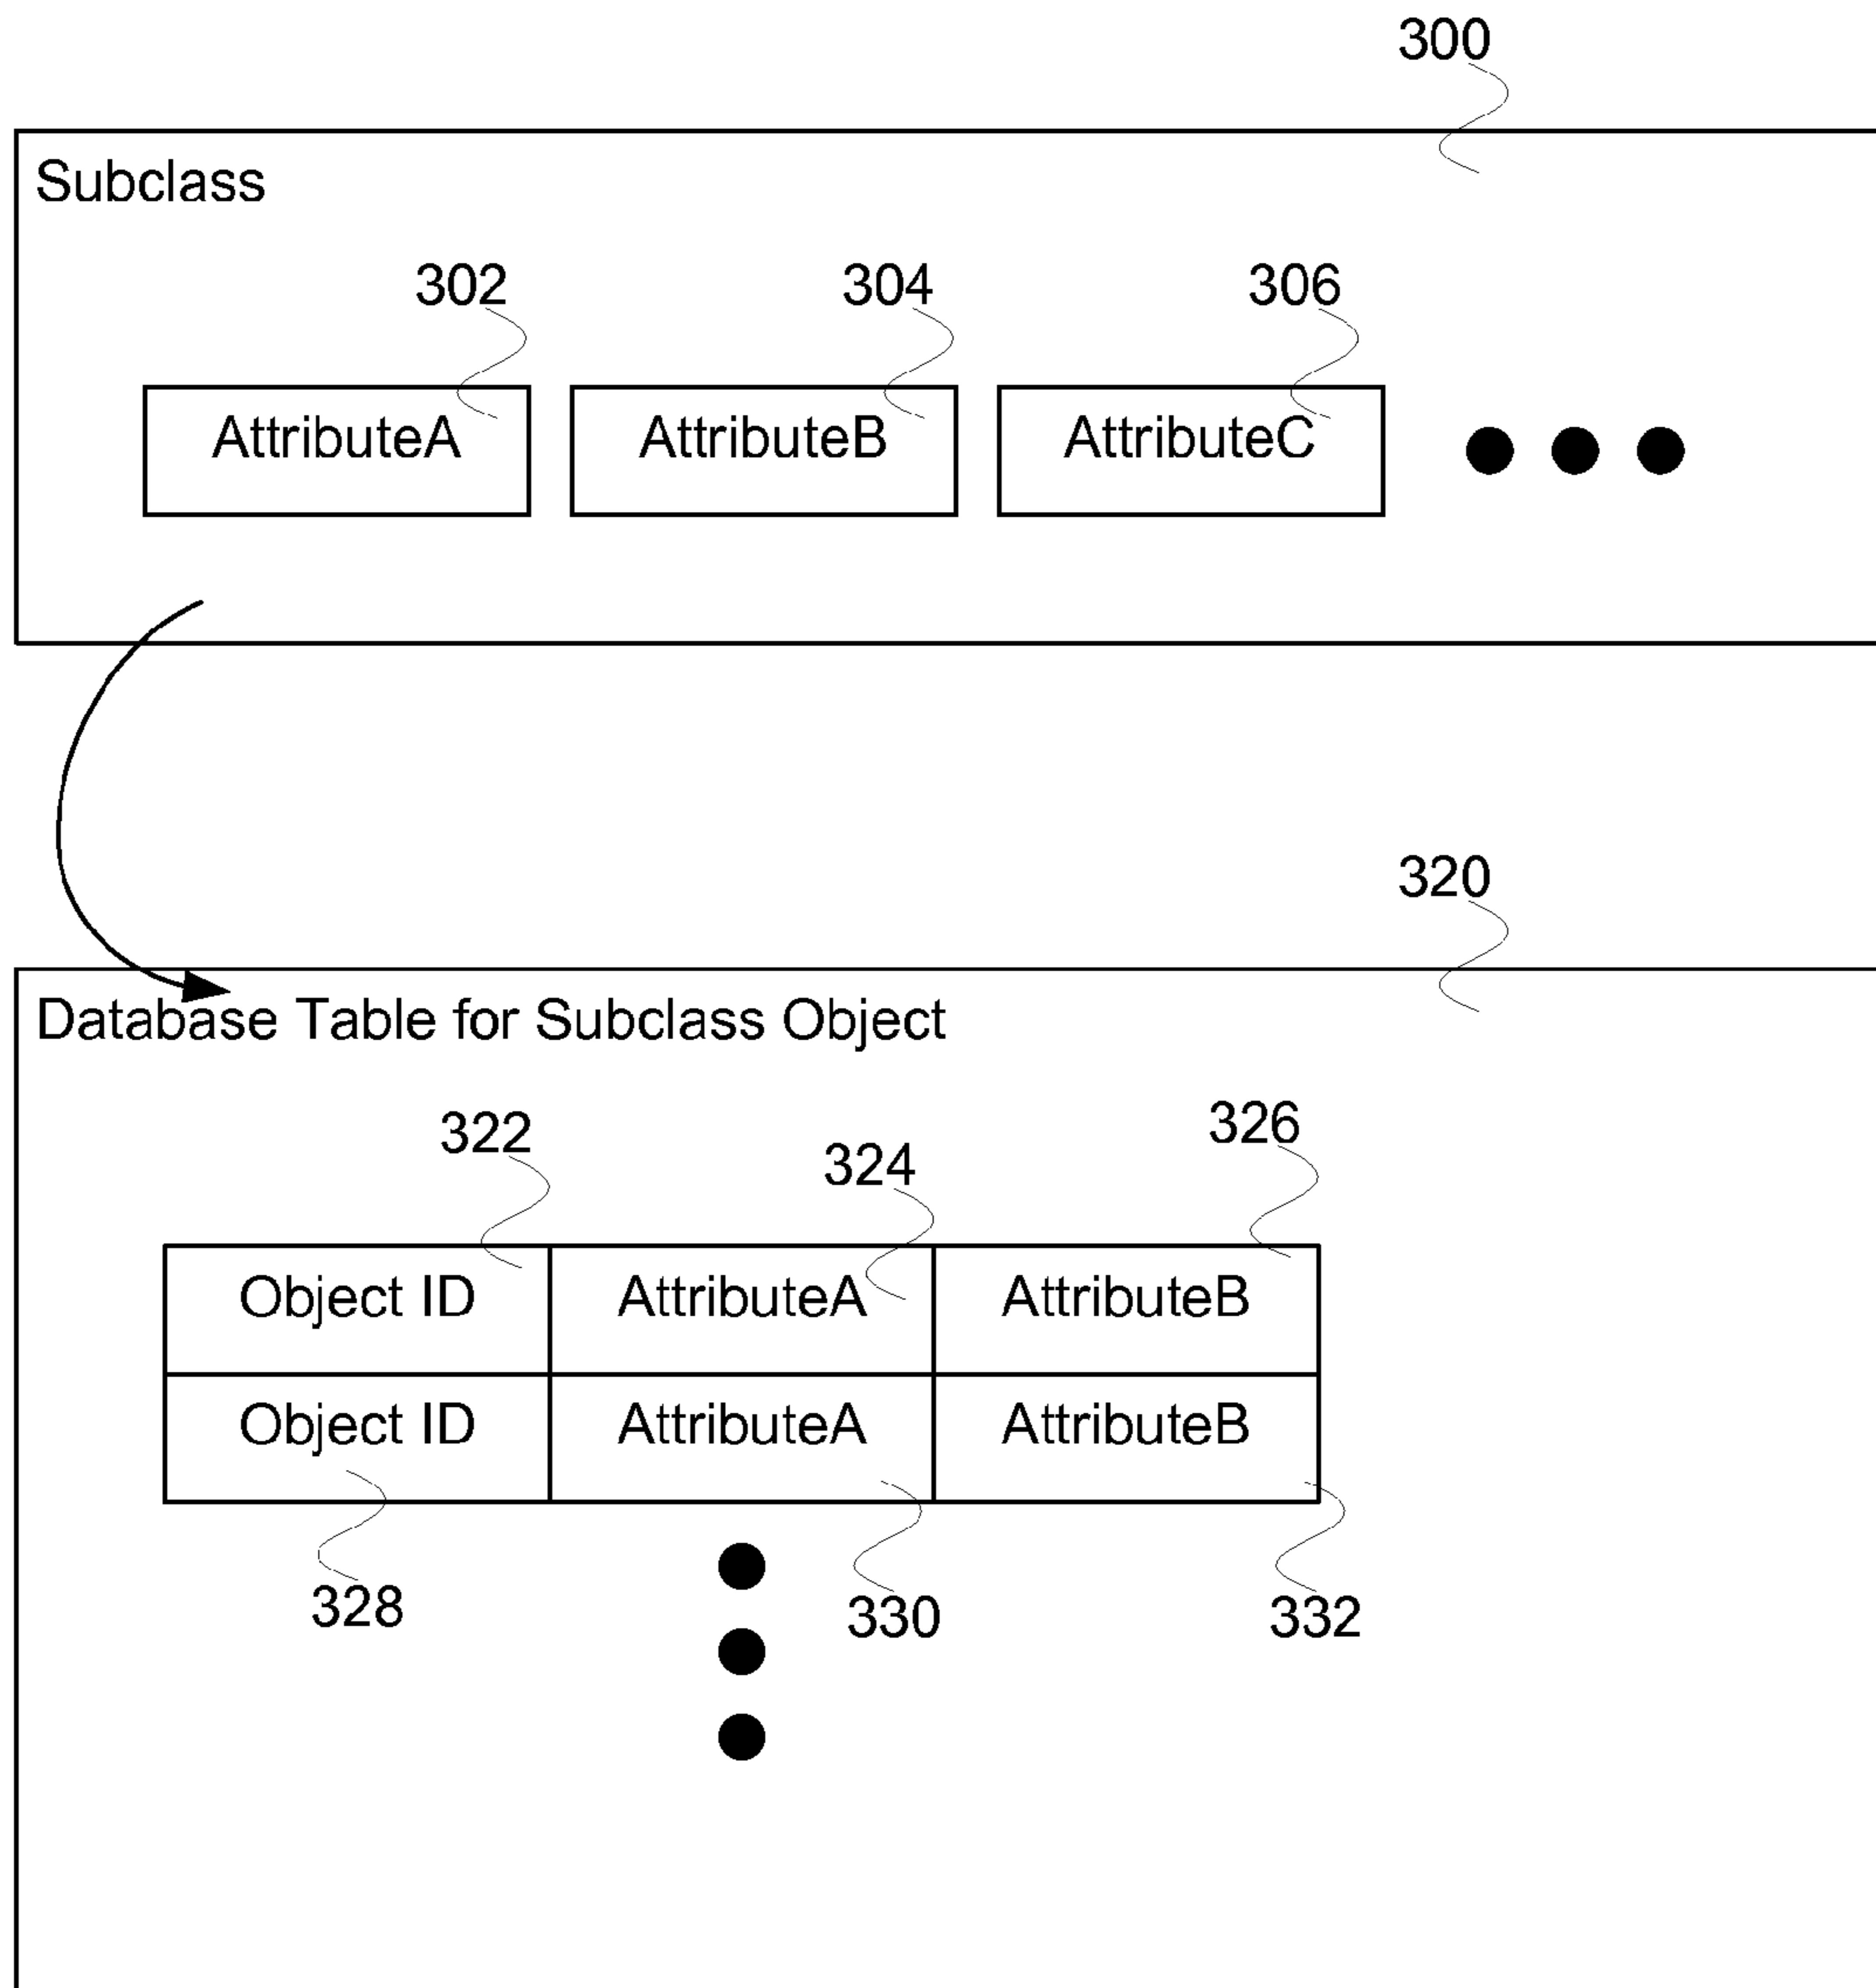 300
Subclass
302 304 306
AttributeA AttributeB AttributeC
320
Database Table for Subclass Object
322 324 326
Object ID AttributeA AttributeB
Object ID AttributeA AttributeB
328 330 332